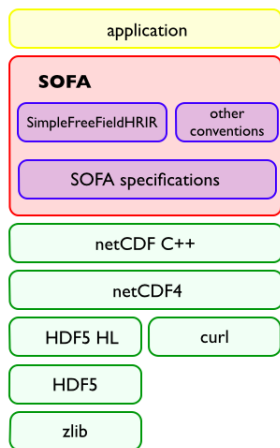 application
SOFA
SimpleFreeFieldHRIR
other
conventions
SOFA specifications
netCDF C++
netCDF4
HDF5 HL
curl
HDF5
zlib